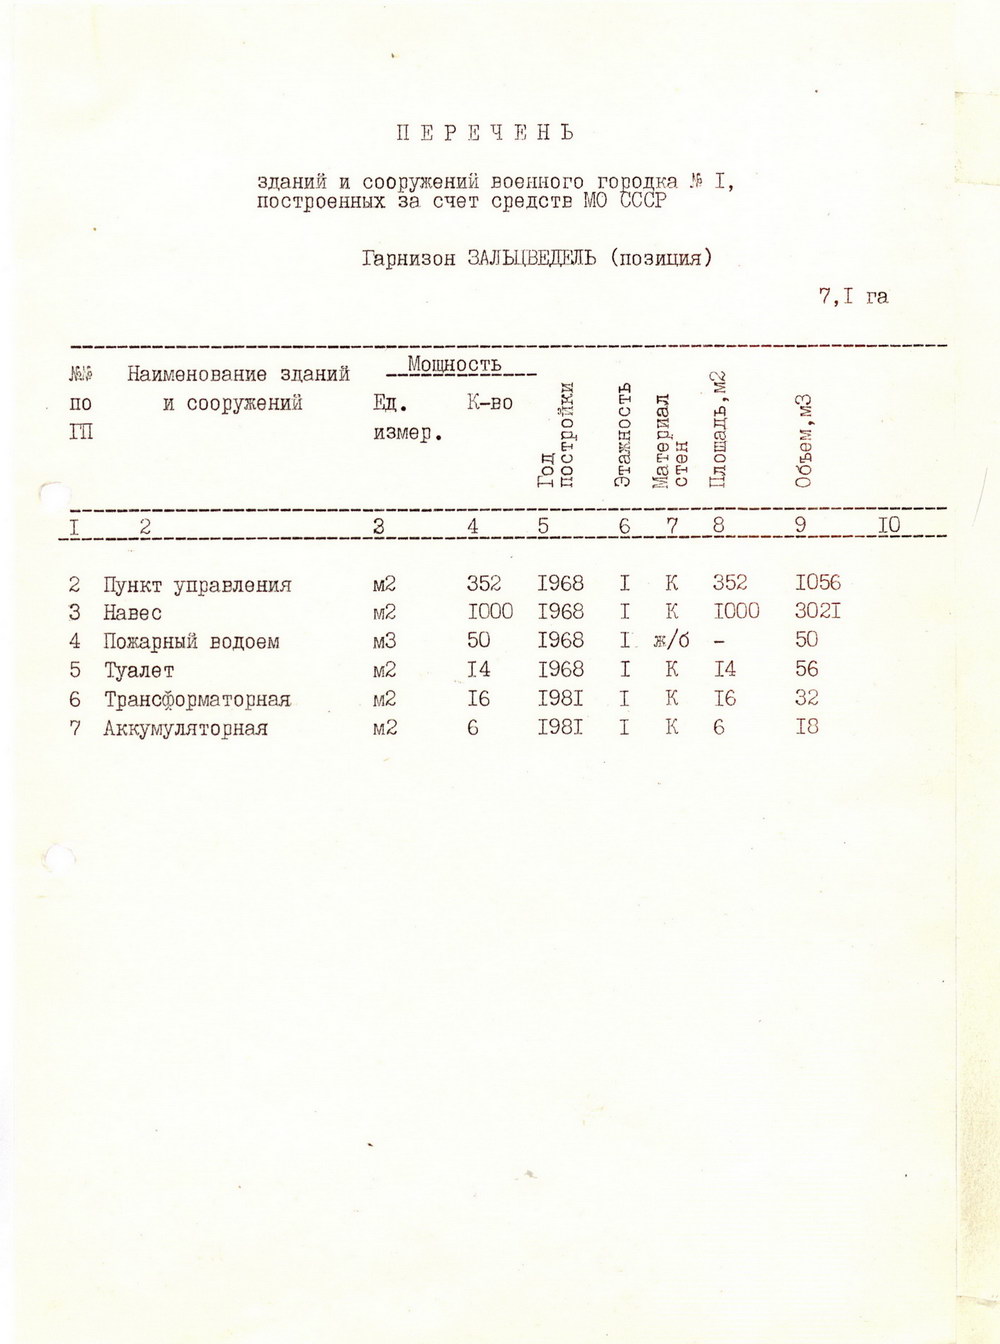 П Е Р Е Ч Е Н Ь
зданий и сооружений военного городка № I,
построенных за счет средств МО СССР
Гарнизон ЗАЛЬЦВЕДЕЛЬ (позиция)
7,I га
№№ по ГП
Наименование зданий и сооружений
Мощность
Ед. измер.
К-во
Год постройки
Этажность
Материал стен
Площадь,м2
Объем,м3
I 2 3 4 5 6 7 8 9 IO
2 Пункт управления м2 352 I968 I К 352 I056
3 Навес м2 I000 I968 I К I000 302I
4 Пожарный водоем м3 50 I968 I ж/б - 50
5 Туалет м2 I4 I968 I К I4 56
6 Трансформаторная м2 I6 I98I I К I6 32
7 Аккумуляторная м2 6 I98I I К 6 I8